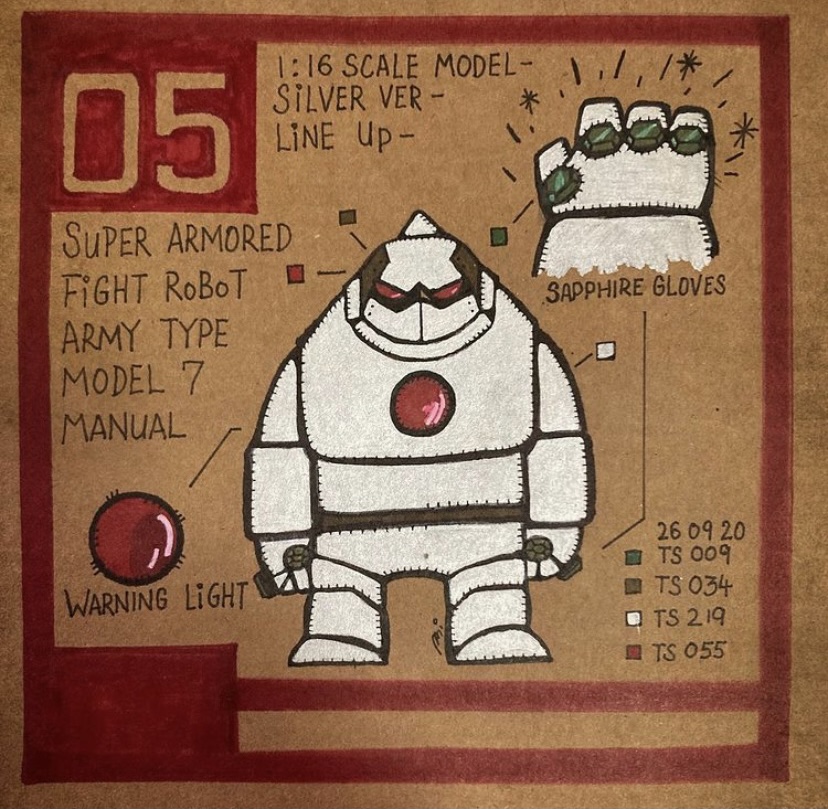 05
1:16 SCALE MODEL-
SiLVER VER-
LiNE UP-
SUPER ARMORED
FiGHT RoBoT
ARMY TYPE
MODEL 7
MANUAL
SAPPHIRE GLOVES
WARNING LiGHT
26 09 20
TS 009
TS 034
TS 219
TS 055